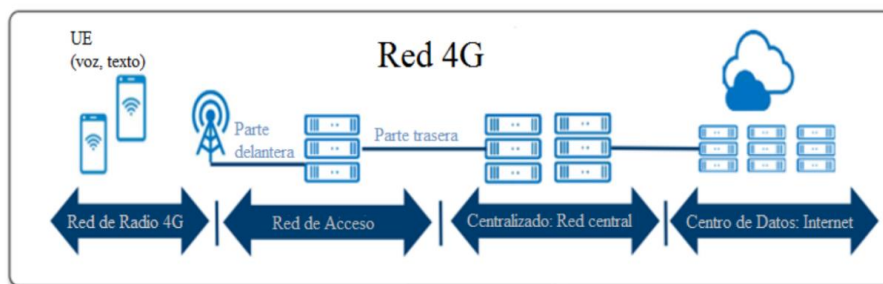 UE
(voz, texto)
Red 4G
Parte
delantera
Parte trasera
Red de Radio 4G
Red de Acceso
Centralizado: Red central
Centro de Datos: Internet